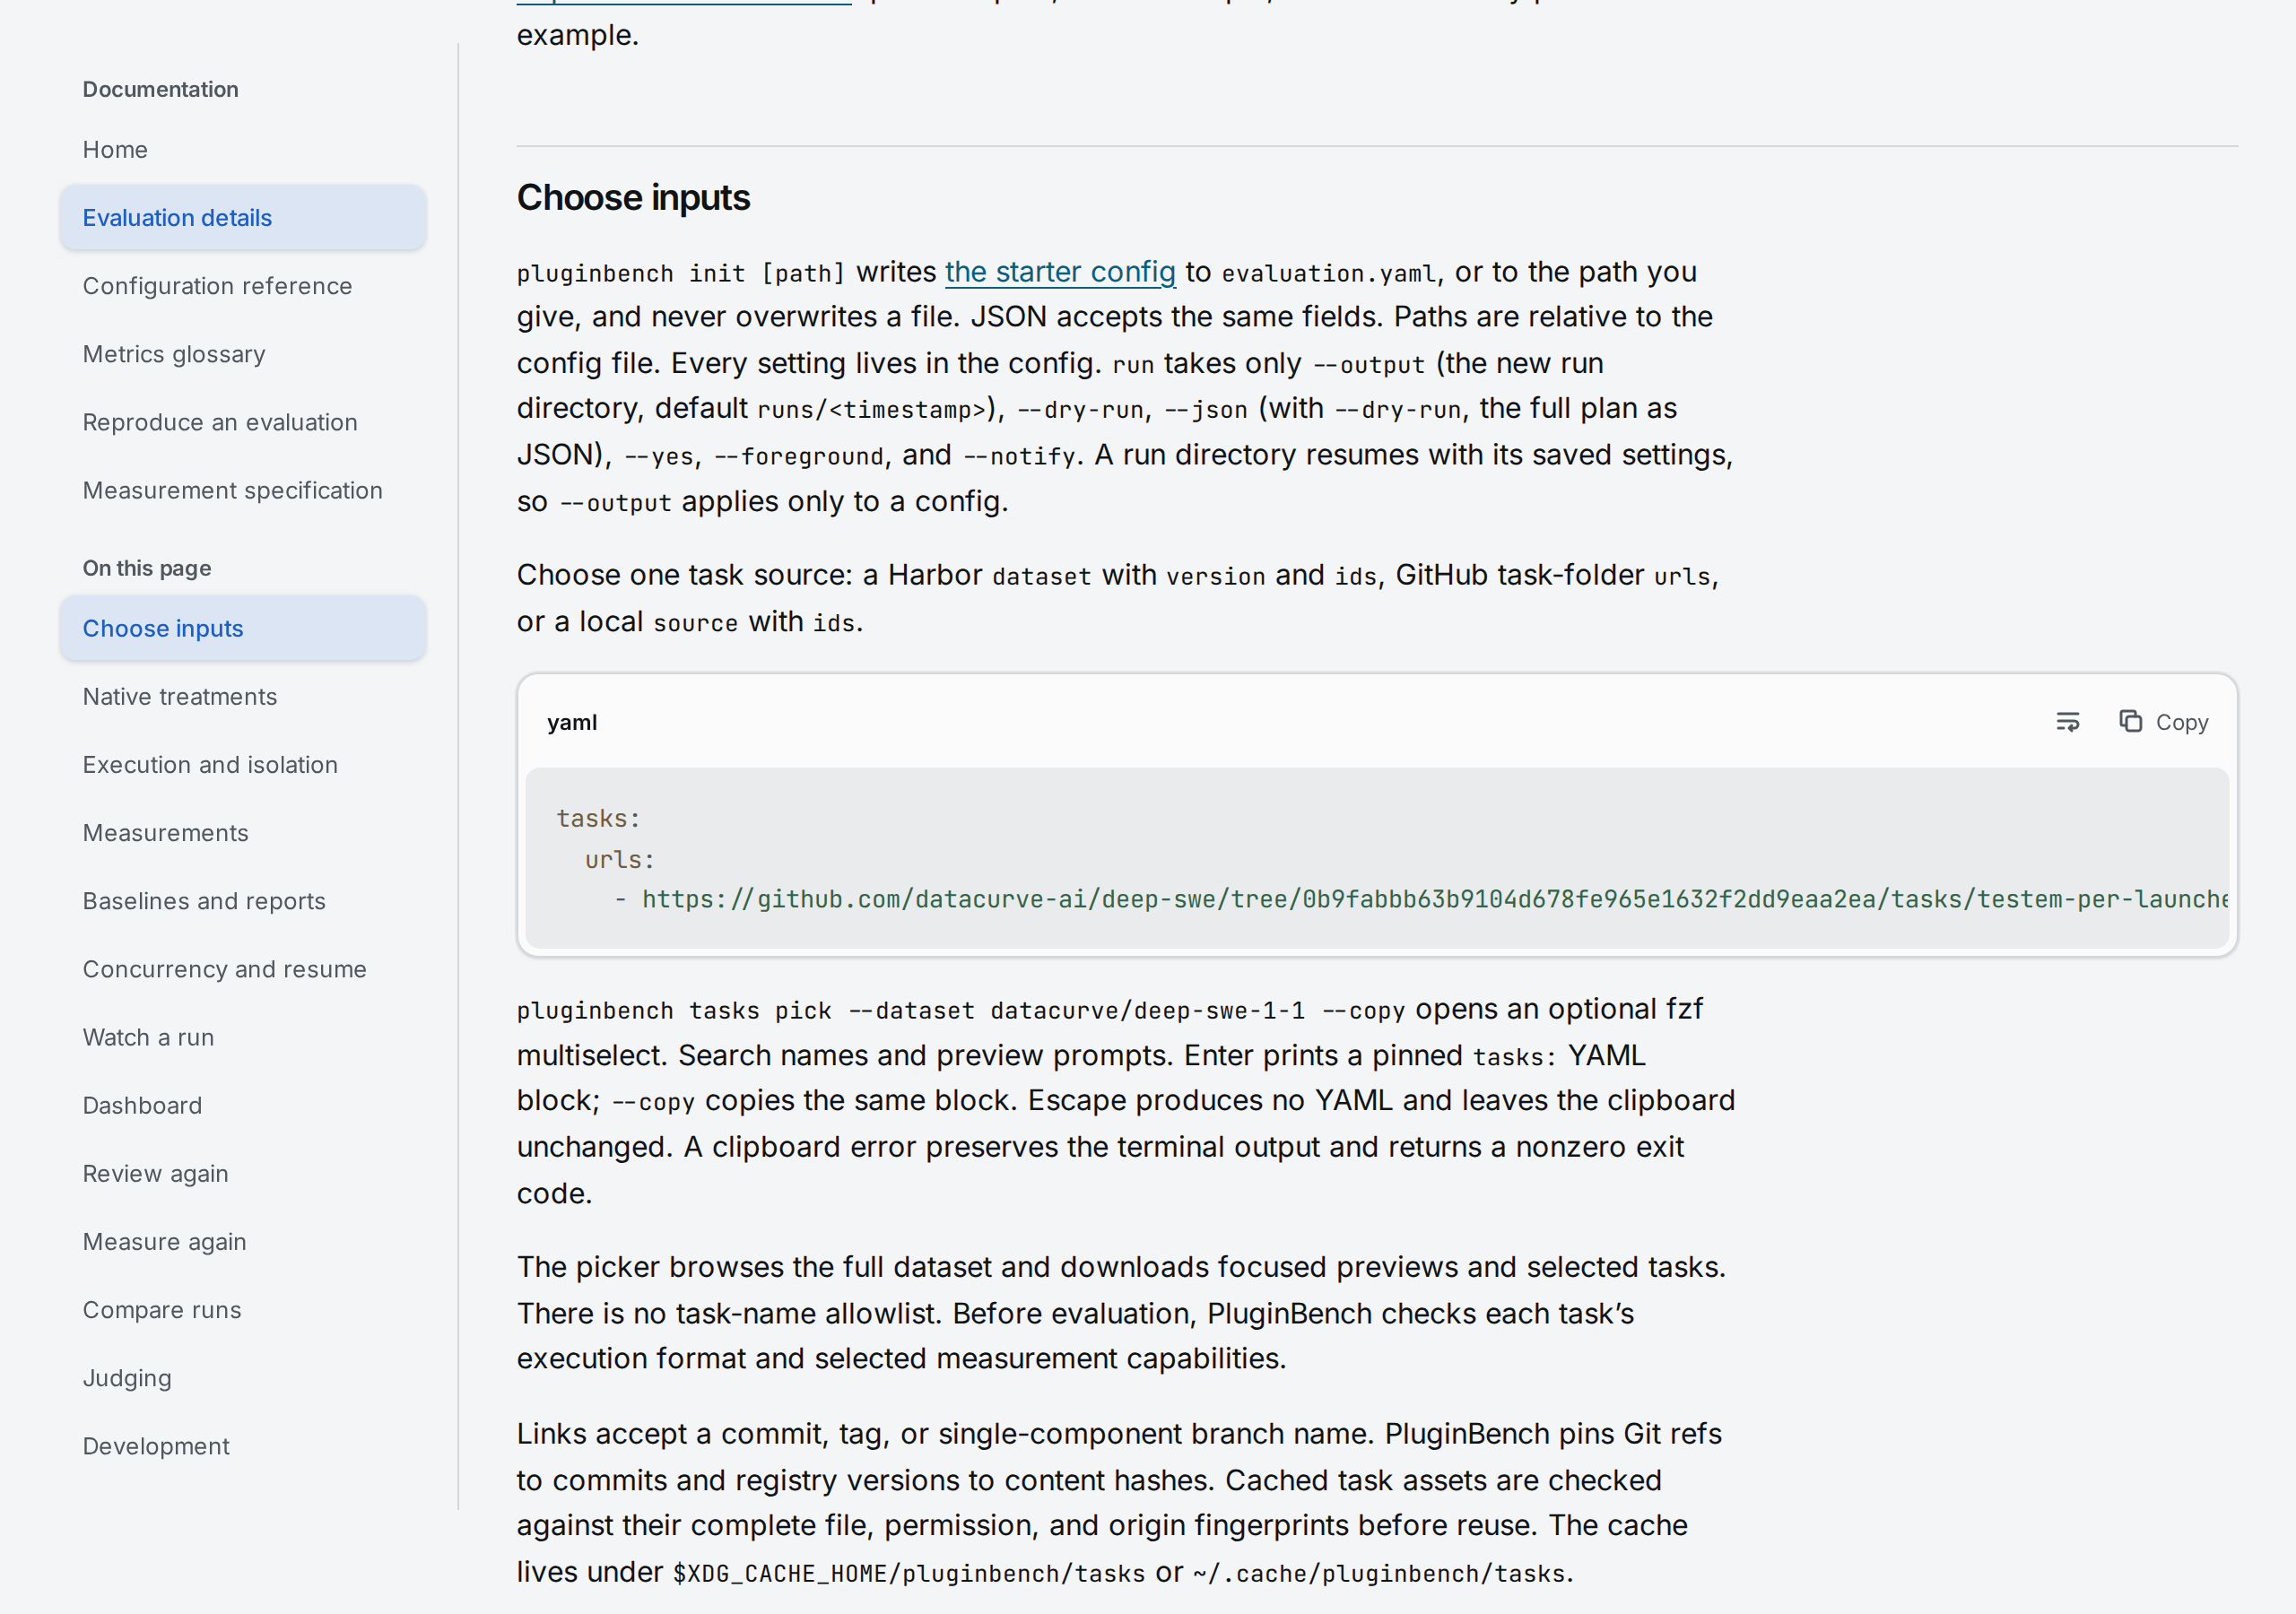 example.
Documentation
Home
Evaluation details
Configuration reference
Metrics glossary
Reproduce an evaluation
Measurement specification
On this page
Choose inputs
Native treatments
Execution and isolation
Measurements
Baselines and reports
Concurrency and resume
Watch a run
Dashboard
Review again
Measure again
Compare runs
Judging
Development
Choose inputs
pluginbench init [path] writes the starter config to evaluation.yaml, or to the path you
give, and never overwrites a file. JSON accepts the same fields. Paths are relative to the
config file. Every setting lives in the config. run takes only --output (the new run
directory, default runs/<timestamp>), --dry-run, --json (with --dry-run, the full plan as
JSON), --yes, --foreground, and --notify. A run directory resumes with its saved settings,
so --output applies only to a config.
Choose one task source: a Harbor dataset with version and ids, GitHub task-folder urls,
or a local source with ids.
yaml
Copy
tasks:
urls:
- https://github.com/datacurve-ai/deep-swe/tree/0b9fabbb63b9104d678fe965e1632f2dd9eaa2ea/tasks/testem-per-launche
pluginbench tasks pick --dataset datacurve/deep-swe-1-1 --copy opens an optional fzf
multiselect. Search names and preview prompts. Enter prints a pinned tasks: YAML
block; --copy copies the same block. Escape produces no YAML and leaves the clipboard
unchanged. A clipboard error preserves the terminal output and returns a nonzero exit
code.
The picker browses the full dataset and downloads focused previews and selected tasks.
There is no task-name allowlist. Before evaluation, PluginBench checks each task’s
execution format and selected measurement capabilities.
Links accept a commit, tag, or single-component branch name. PluginBench pins Git refs
to commits and registry versions to content hashes. Cached task assets are checked
against their complete file, permission, and origin fingerprints before reuse. The cache
lives under $XDG_CACHE_HOME/pluginbench/tasks or ~/.cache/pluginbench/tasks.